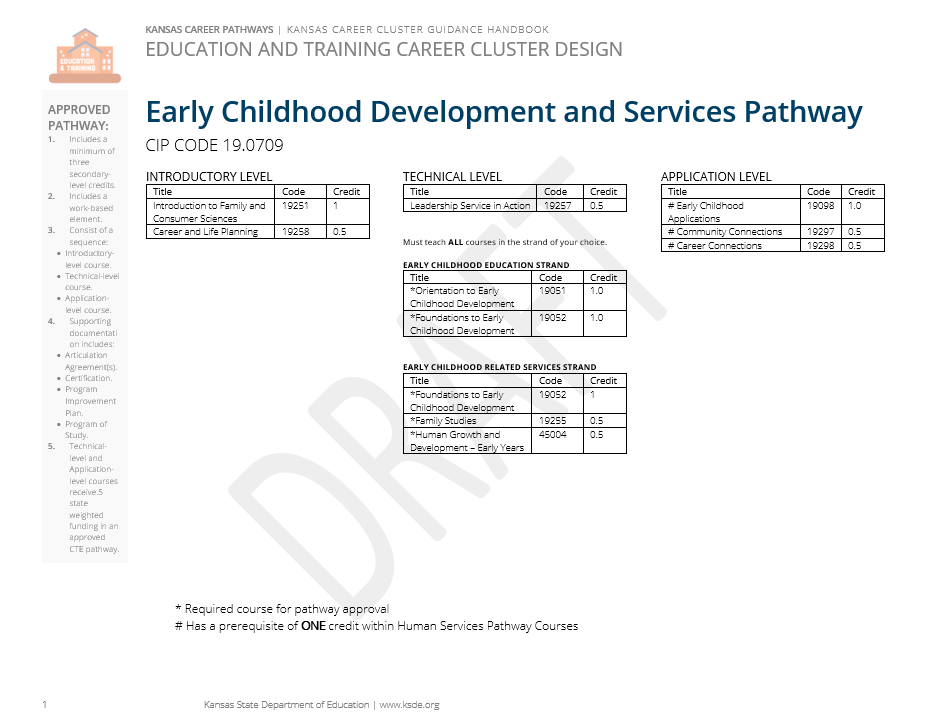 KANSAS CAREER PATHWAYS | KANSAS CAREER CLUSTER GUIDANCE HANDBOOK
EDUCATION AND TRAINING CAREER CLUSTER DESIGN
EDUCATION
& TRAINING
APPROVED
PATHWAY:
1. Includes a
minimum of
three
secondary-
level credits.
2. Includes a
work-based
element.
3. Consist of a
sequence:
• Introductory-
level course.
• Technical-level
course.
• Application-
level course.
4. Supporting
documentati
on includes:
• Articulation
Agreement(s).
• Certification.
• Program
Improvement
Plan.
• Program of
Study.
5. Technical-
level and
Application-
level courses
receive.5
state
weighted
funding in an
approved
CTE pathway.
Early Childhood Development and Services Pathway
CIP CODE 19.0709
INTRODUCTORY LEVEL
Title Code Credit
Introduction to Family and 19251 1
Consumer Sciences
Career and Life Planning 19258 0.5
TECHNICAL LEVEL
Title Code Credit
Leadership Service in Action 19257 0.5
Must teach ALL courses in the strand of your choice.
EARLY CHILDHOOD EDUCATION STRAND
Title Code Credit
*Orientation to Early 19051 1.0
Childhood Development
*Foundations to Early 19052 1.0
Childhood Development
EARLY CHILDHOOD RELATED SERVICES STRAND
Title Code Credit
*Foundations to Early 19052 1
Childhood Development
*Family Studies 19255 0.5
*Human Growth and 45004 0.5
Development – Early Years
APPLICATION LEVEL
Title Code Credit
# Early Childhood 19098 1.0
Applications
# Community Connections 19297 0.5
# Career Connections 19298 0.5
DRAFT
* Required course for pathway approval
# Has a prerequisite of ONE credit within Human Services Pathway Courses
1 Kansas State Department of Education | www.ksde.org